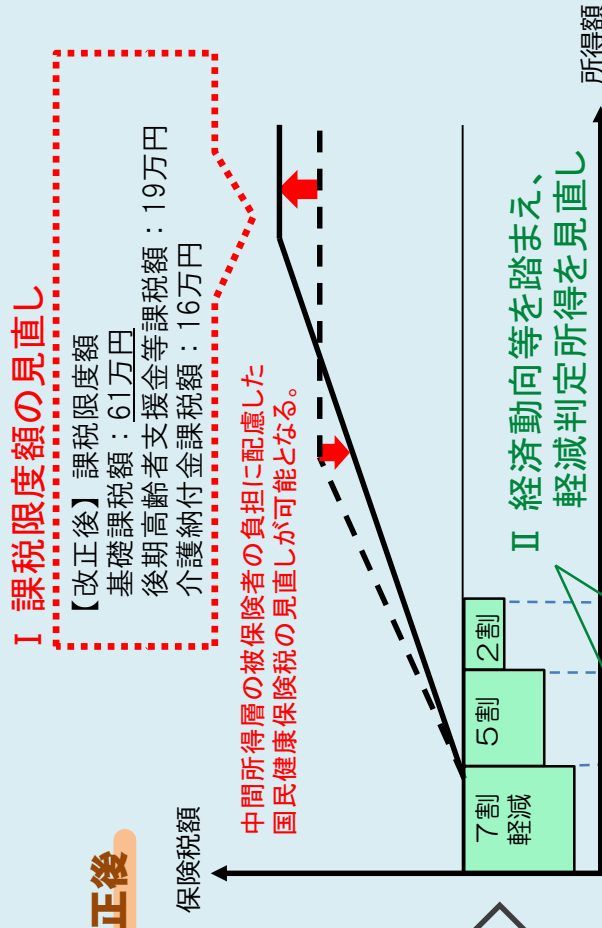 正後
Ⅰ 課税限度額の見直し
【改正後】 課税限度額
基礎課税額：61万円
後期高齢者支援金等課税額：19万円
介護納付金課税額：16万円
保険税額
中間所得層の被保険者の負担に配慮した
国民健康保険税の見直しが可能となる。
7割
軽減
5割
2割
Ⅱ 経済動向等を踏まえ、
軽減判定所得を見直し
所得額